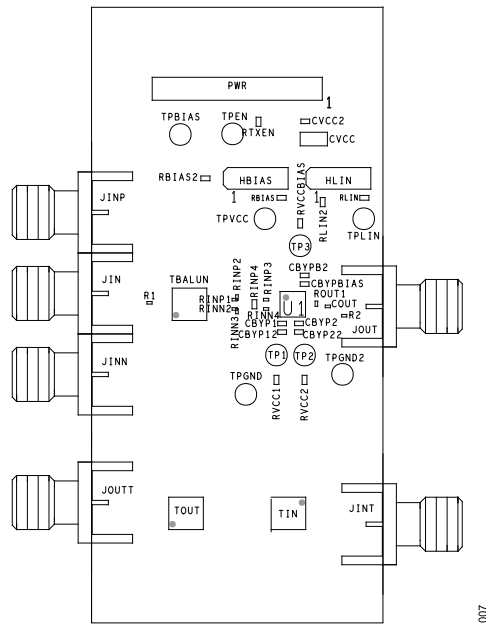 PWR
1
TPBIAS
TPEN
RTXEN
CVCC2
CVCC
RBIAS2
HBIAS
HLIN
1
RBIAS
RVCCBIAS
1
RLIN2
RLIN
JINP
TPVCC
TPLIN
TP3
CBYPB2
CBYPBIAS
JIN
TBALUN
RINP2
RINP4
RINP3
R1
RINP1
RINN2
RINN3
RINN4
U1
ROUT1
COUT
R2
JOUT
CBYP1
CBYP2
CBYP12
CBYP22
JINN
TP1
TP2
TPGND2
TPGND
RVCC1
RVCC2
JOUTT
TOUT
TIN
JINT
007